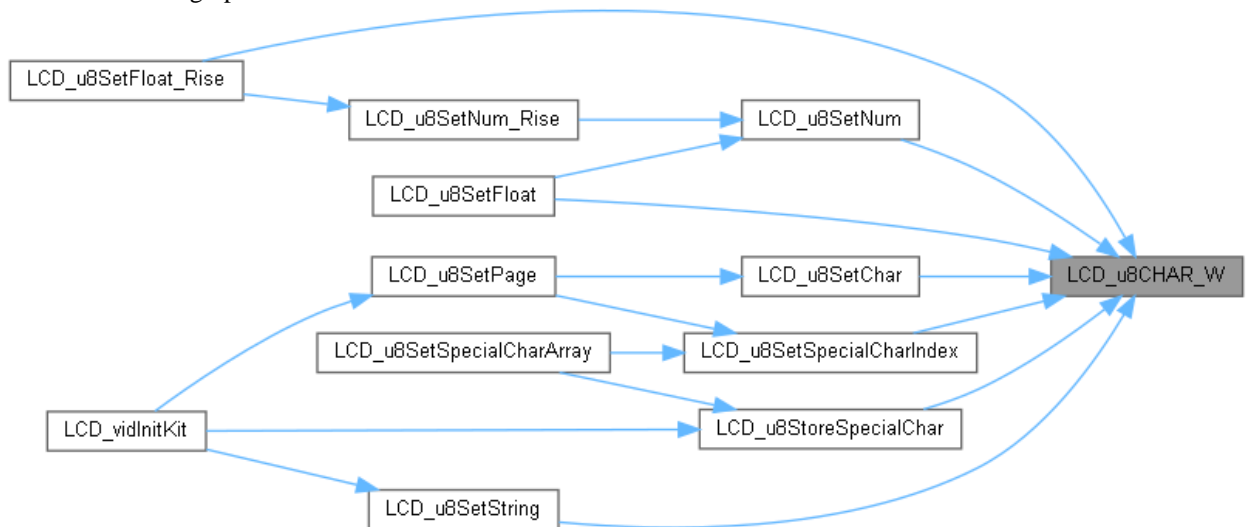 LCD_u8SetFloat_Rise
LCD_u8SetNum_Rise
LCD_u8SetNum
LCD_u8SetFloat
LCD_u8SetPage
LCD_u8SetChar
LCD_u8CHAR_W
LCD_u8SetSpecialCharArray
LCD_u8SetSpecialCharIndex
LCD_vidInitKit
LCD_u8StoreSpecialChar
LCD_u8SetString